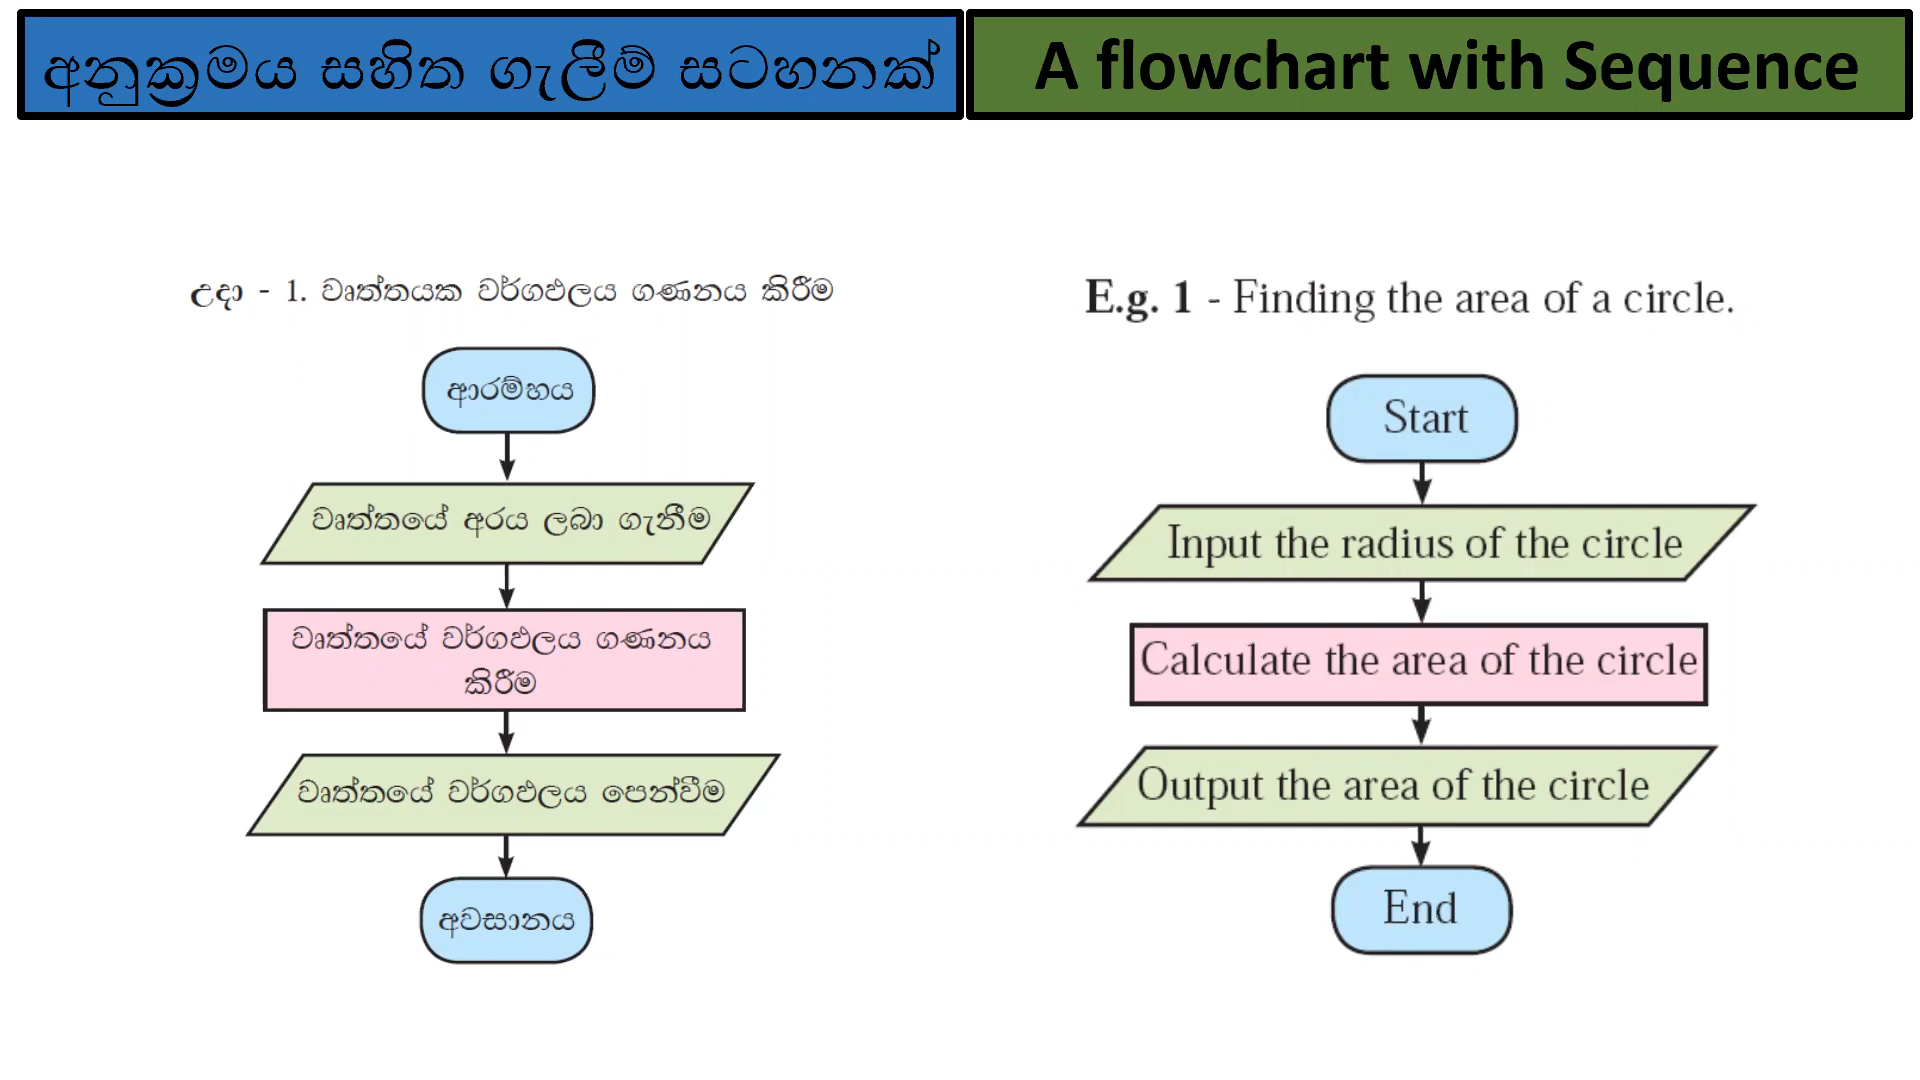 අනුක්‍රමය සහිත ගැලීම් සටහනක්
A flowchart with Sequence
උදා - 1. වෘත්තයක වර්ගඵලය ගණනය කිරීම
ආරම්භය
වෘත්තයේ අරය ලබා ගැනීම
වෘත්තයේ වර්ගඵලය ගණනය
කිරීම
වෘත්තයේ වර්ගඵලය පෙන්වීම
අවසානය
E.g. 1 - Finding the area of a circle.
Start
Input the radius of the circle
Calculate the area of the circle
Output the area of the circle
End